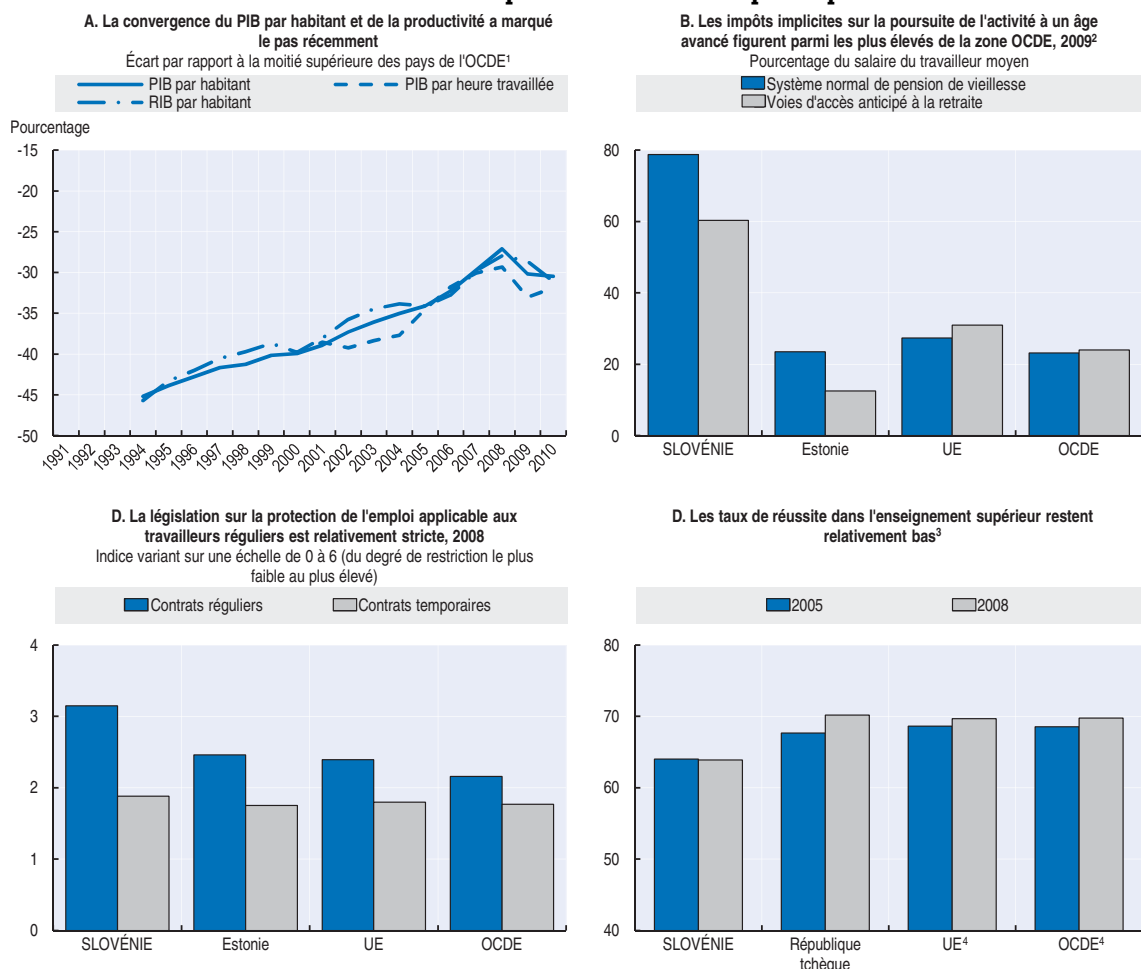 A. La convergence du PIB par habitant et de la productivité a marqué
le pas récemment
Écart par rapport à la moitié supérieure des pays de l'OCDE¹
PIB par habitant
PIB par heure travaillée
RIB par habitant
Pourcentage
-15
-20
-25
-30
-35
-40
-45
-50
1991 1992 1993 1994 1995 1996 1997 1998 1999 2000 2001 2002 2003 2004 2005 2006 2007 2008 2009 2010
B. Les impôts implicites sur la poursuite de l'activité à un âge
avancé figurent parmi les plus élevés de la zone OCDE, 2009²
Pourcentage du salaire du travailleur moyen
Système normal de pension de vieillesse
Voies d'accès anticipé à la retraite
80
60
40
20
0
SLOVÉNIE Estonie UE OCDE
D. La législation sur la protection de l'emploi applicable aux
travailleurs réguliers est relativement stricte, 2008
Indice variant sur une échelle de 0 à 6 (du degré de restriction le plus
faible au plus élevé)
Contrats réguliers
Contrats temporaires
4
3
2
1
0
SLOVÉNIE Estonie UE OCDE
D. Les taux de réussite dans l'enseignement supérieur restent
relativement bas³
2005
2008
80
70
60
50
40
SLOVÉNIE République UE⁴ OCDE⁴
tchèque